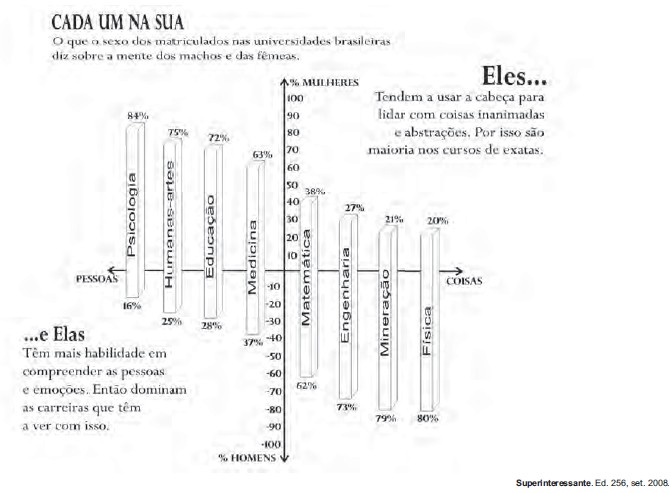 CADA UM NA SUA
O que o sexo dos matriculados nas universidades brasileiras
diz sobre a mente dos machos e das fêmeas.
Eles...
Tendem a usar a cabeça para
lidar com coisas inanimadas
e abstrações. Por isso são
maioria nos cursos de exatas.
% MULHERES
100
90
80
70
60
50
40
30
20
10
-10
-20
-30
-40
-50
-60
-70
-80
-90
-100
% HOMENS
PESSOAS
COISAS
84%
Psicologia
16%
75%
Humanas-artes
25%
72%
Educação
28%
63%
Medicina
37%
38%
Matemática
62%
27%
Engenharia
73%
21%
Mineração
79%
20%
Física
80%
...e Elas
Têm mais habilidade em
compreender as pessoas
e emoções. Então dominam
as carreiras que têm
a ver com isso.
Superinteressante. Ed. 256, set. 2008.